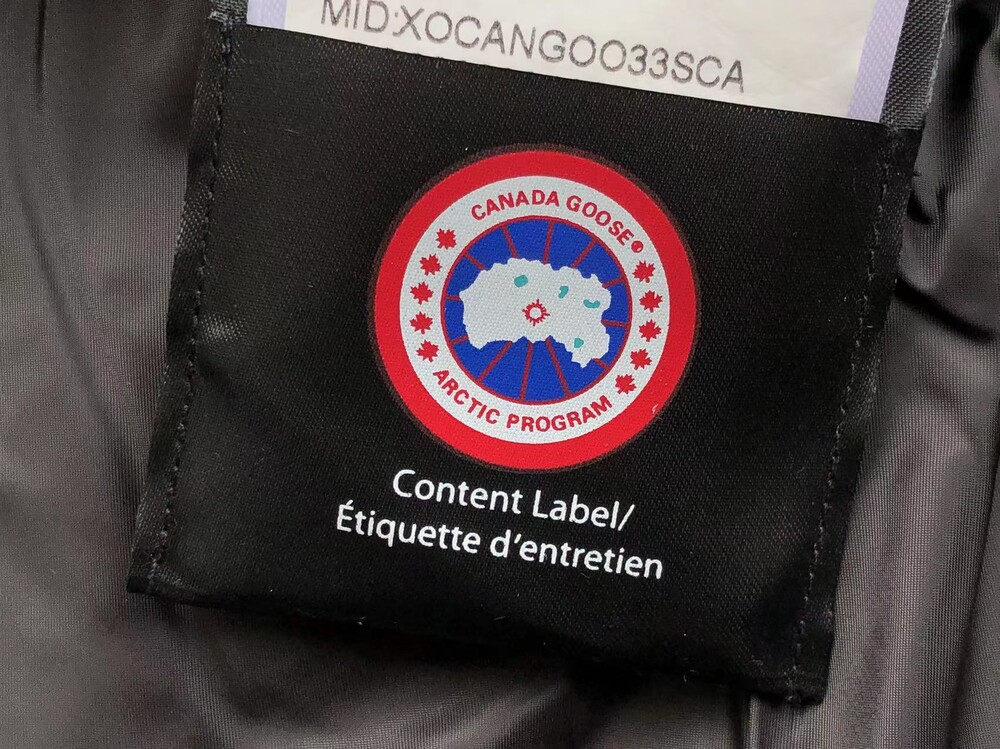 MID:XOCANGOO33SCA
CANADA GOOSE®
ARCTIC PROGRAM
Content Label/
Étiquette d'entretien